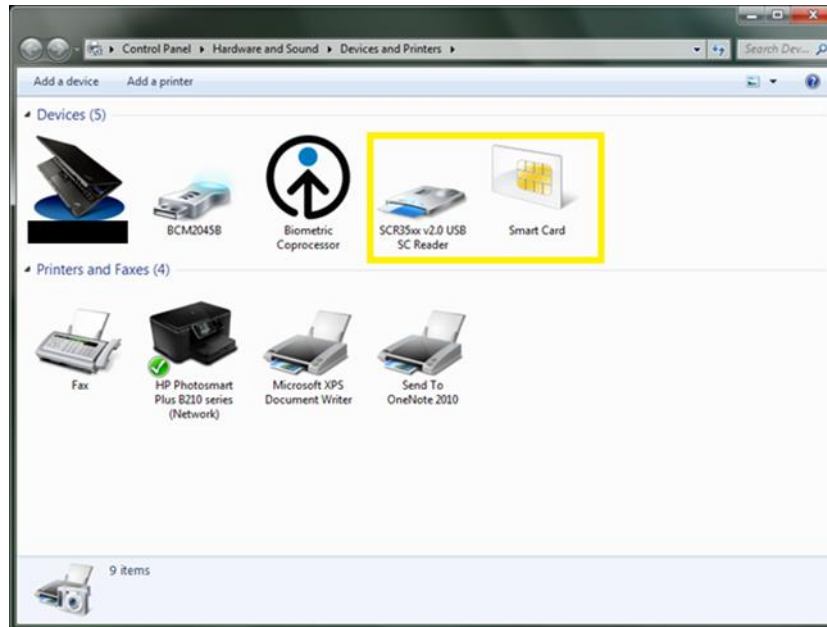 Control Panel ▸ Hardware and Sound ▸ Devices and Printers ▸
Search Dev...
Add a device Add a printer
Devices (5)
BCM2045B
Biometric
Coprocessor
SCR35xx v2.0 USB
SC Reader
Smart Card
Printers and Faxes (4)
Fax
HP Photosmart
Plus B210 series
(Network)
Microsoft XPS
Document Writer
Send To
OneNote 2010
9 items